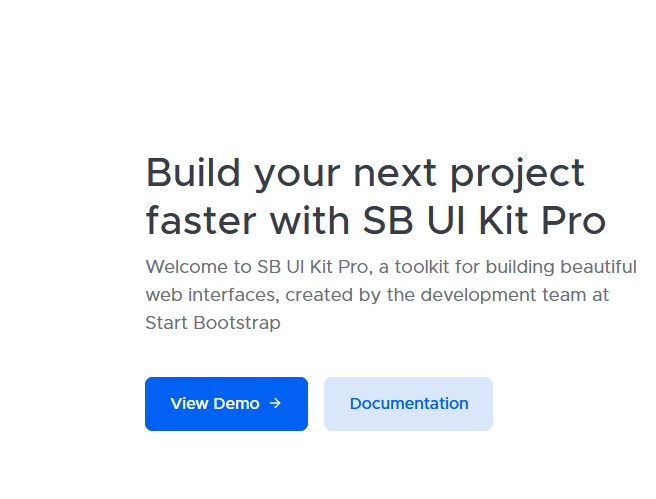 Build your next project
faster with SB UI Kit Pro
Welcome to SB UI Kit Pro, a toolkit for building beautiful
web interfaces, created by the development team at
Start Bootstrap
View Demo →
Documentation